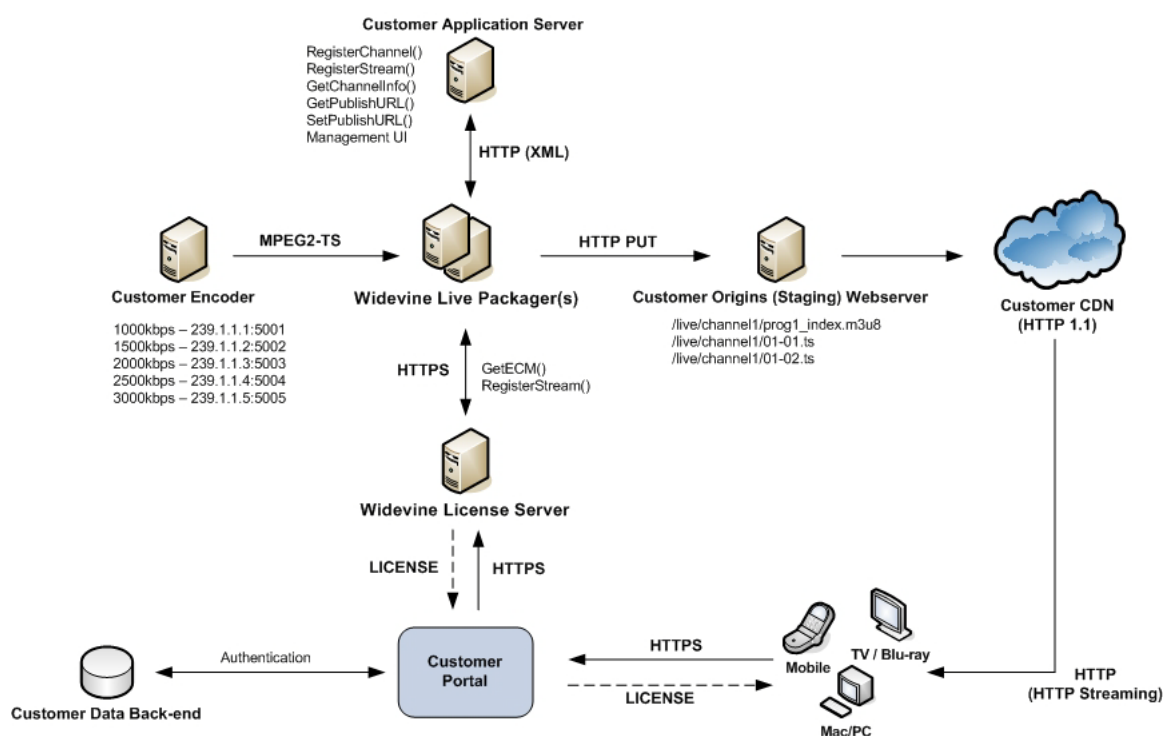 Customer Application Server
RegisterChannel()
RegisterStream()
GetChannelInfo()
GetPublishURL()
SetPublishURL()
Management UI
HTTP (XML)
MPEG2-TS
HTTP PUT
Customer Encoder
1000kbps – 239.1.1.1:5001
1500kbps – 239.1.1.2:5002
2000kbps – 239.1.1.3:5003
2500kbps – 239.1.1.4:5004
3000kbps – 239.1.1.5:5005
Widevine Live Packager(s)
Customer Origins (Staging) Webserver
/live/channel1/prog1_index.m3u8
/live/channel1/01-01.ts
/live/channel1/01-02.ts
Customer CDN
(HTTP 1.1)
HTTPS
GetECM()
RegisterStream()
Widevine License Server
LICENSE
HTTPS
Customer Data Back-end
Authentication
Customer
Portal
HTTPS
LICENSE
Mobile
TV / Blu-ray
Mac/PC
HTTP
(HTTP Streaming)